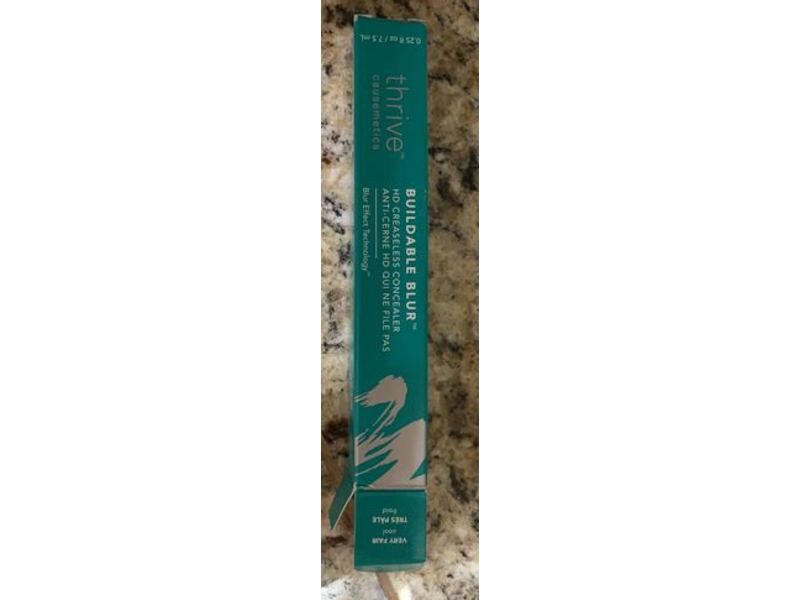 0.25 fl oz / 7.5 mL
thrive™
causemetics
BUILDABLE BLUR™
HD CREASELESS CONCEALER
ANTI-CERNE HD QUI NE FILE PAS
Blur Effect Technology™
VERY FAIR
cool
TRÈS PÂLE
froid